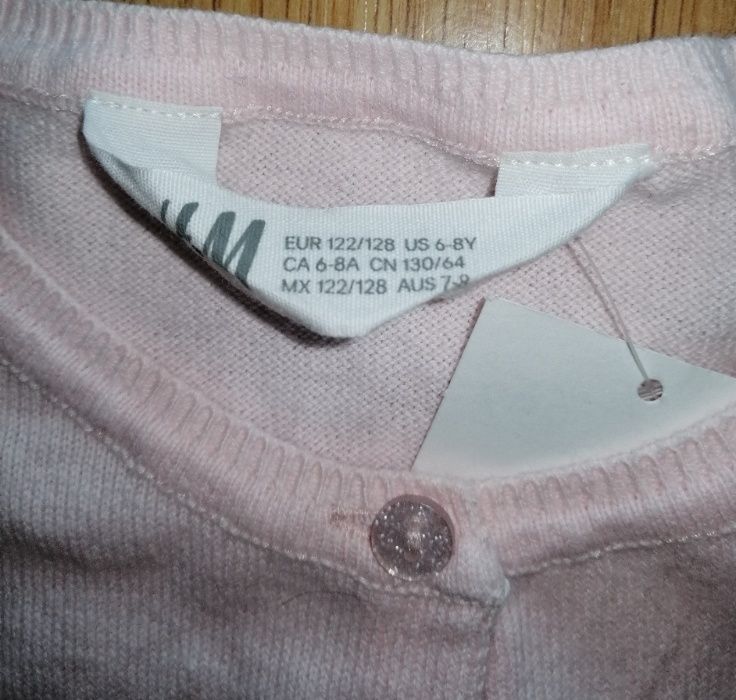 H&M
EUR 122/128 US 6-8Y
CA 6-8A CN 130/64
MX 122/128 AUS 7-8